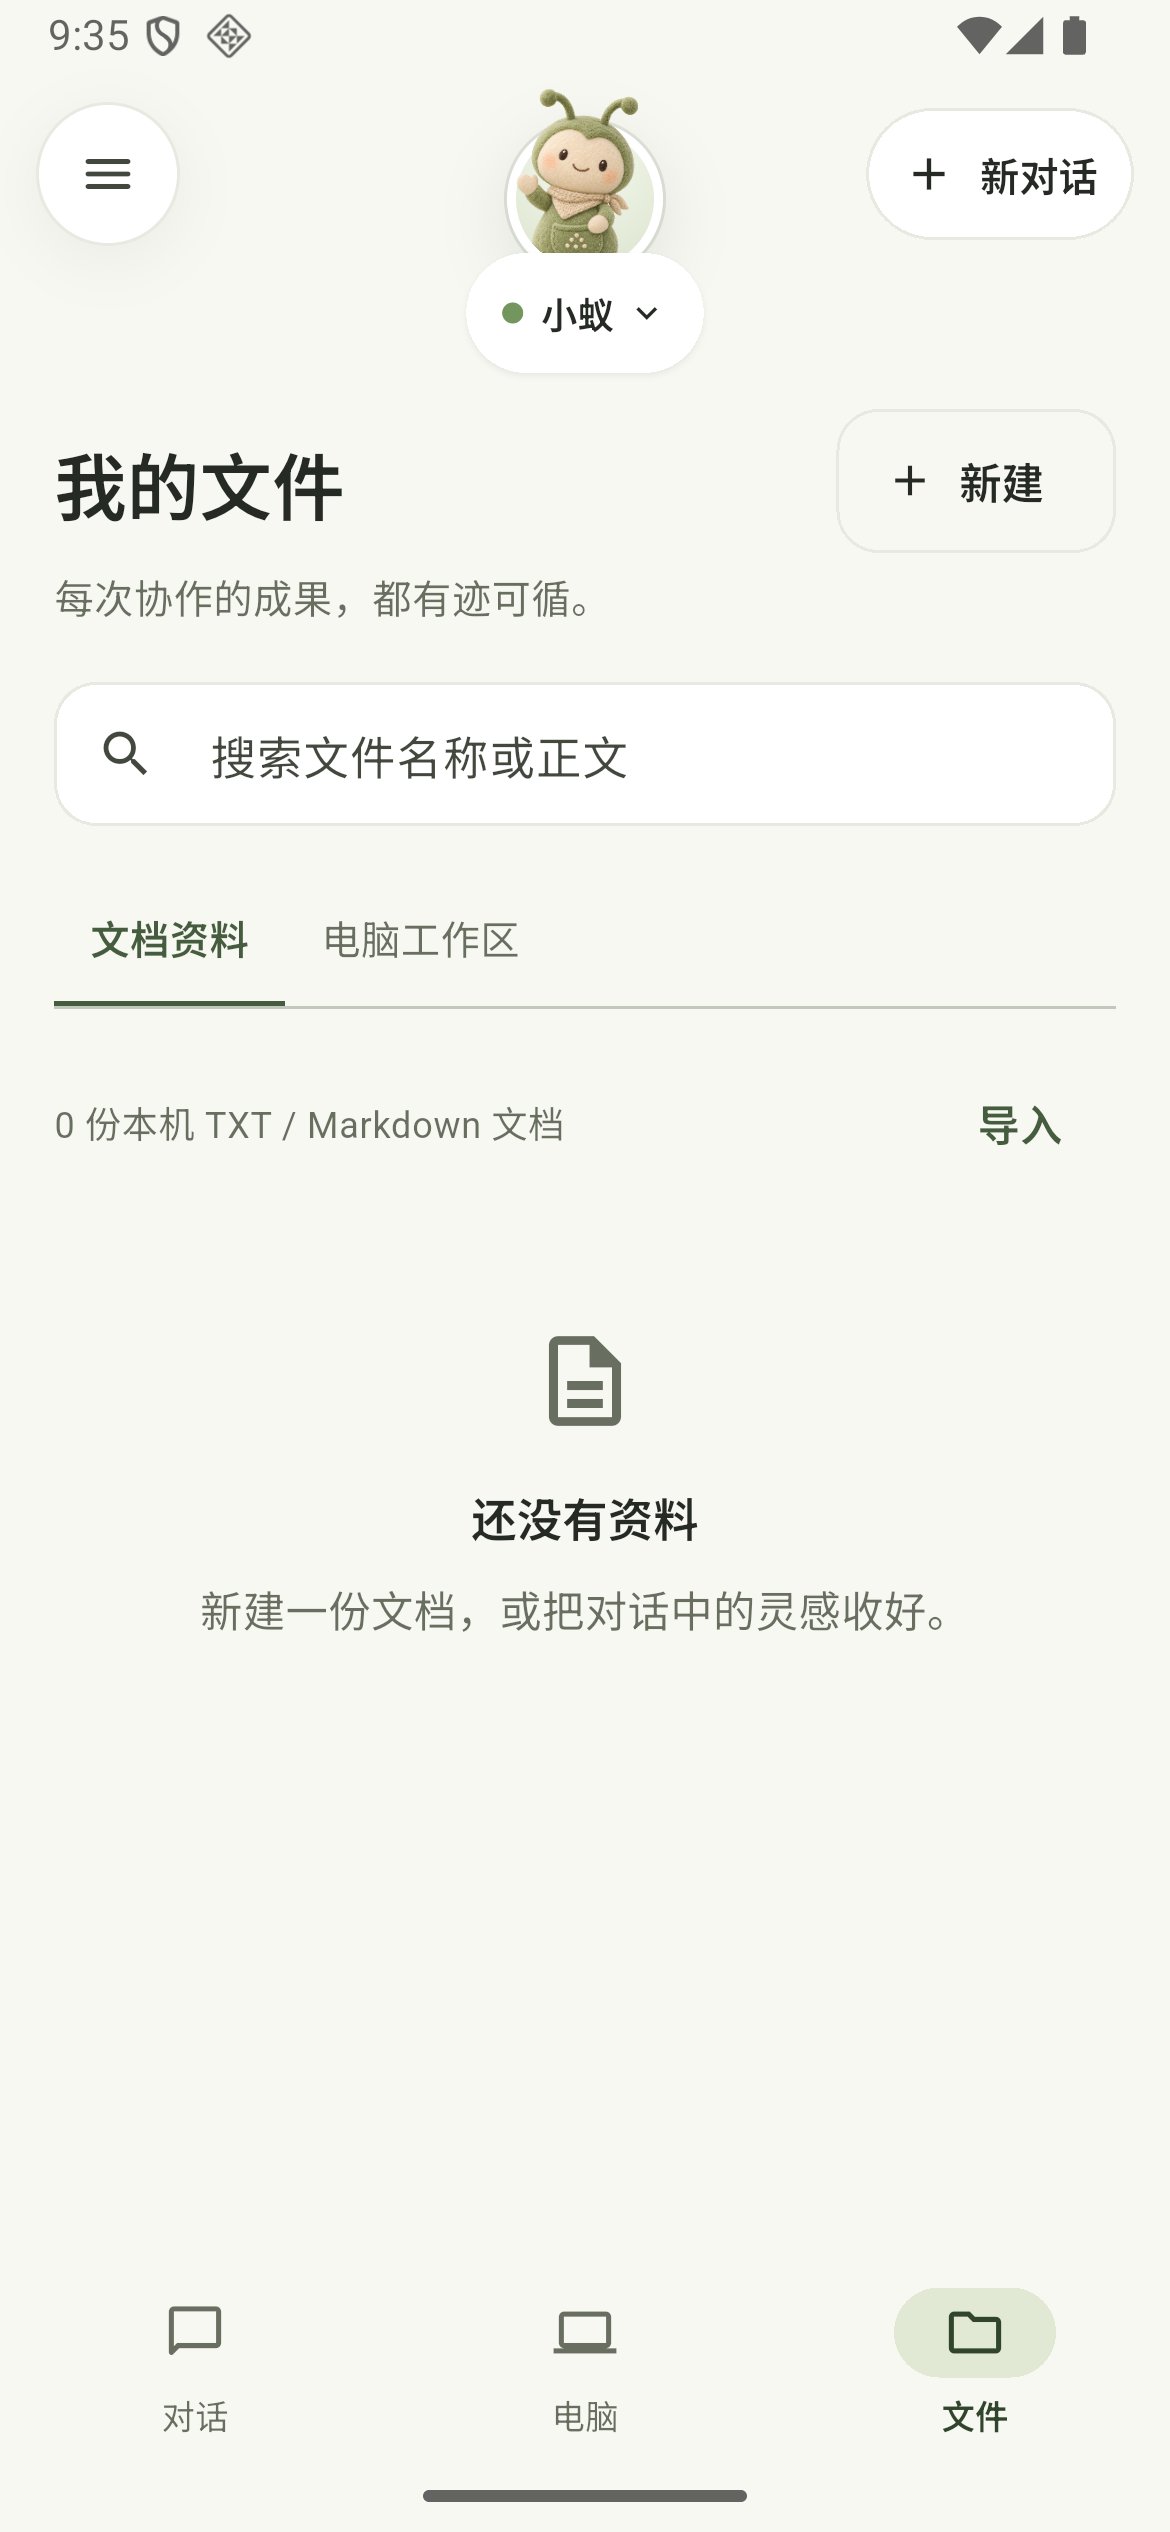 9:35
新对话
小蚁
我的文件
新建
每次协作的成果，都有迹可循。
搜索文件名称或正文
文档资料 电脑工作区
0 份本机 TXT / Markdown 文档 导入
还没有资料
新建一份文档，或把对话中的灵感收好。
对话 电脑 文件